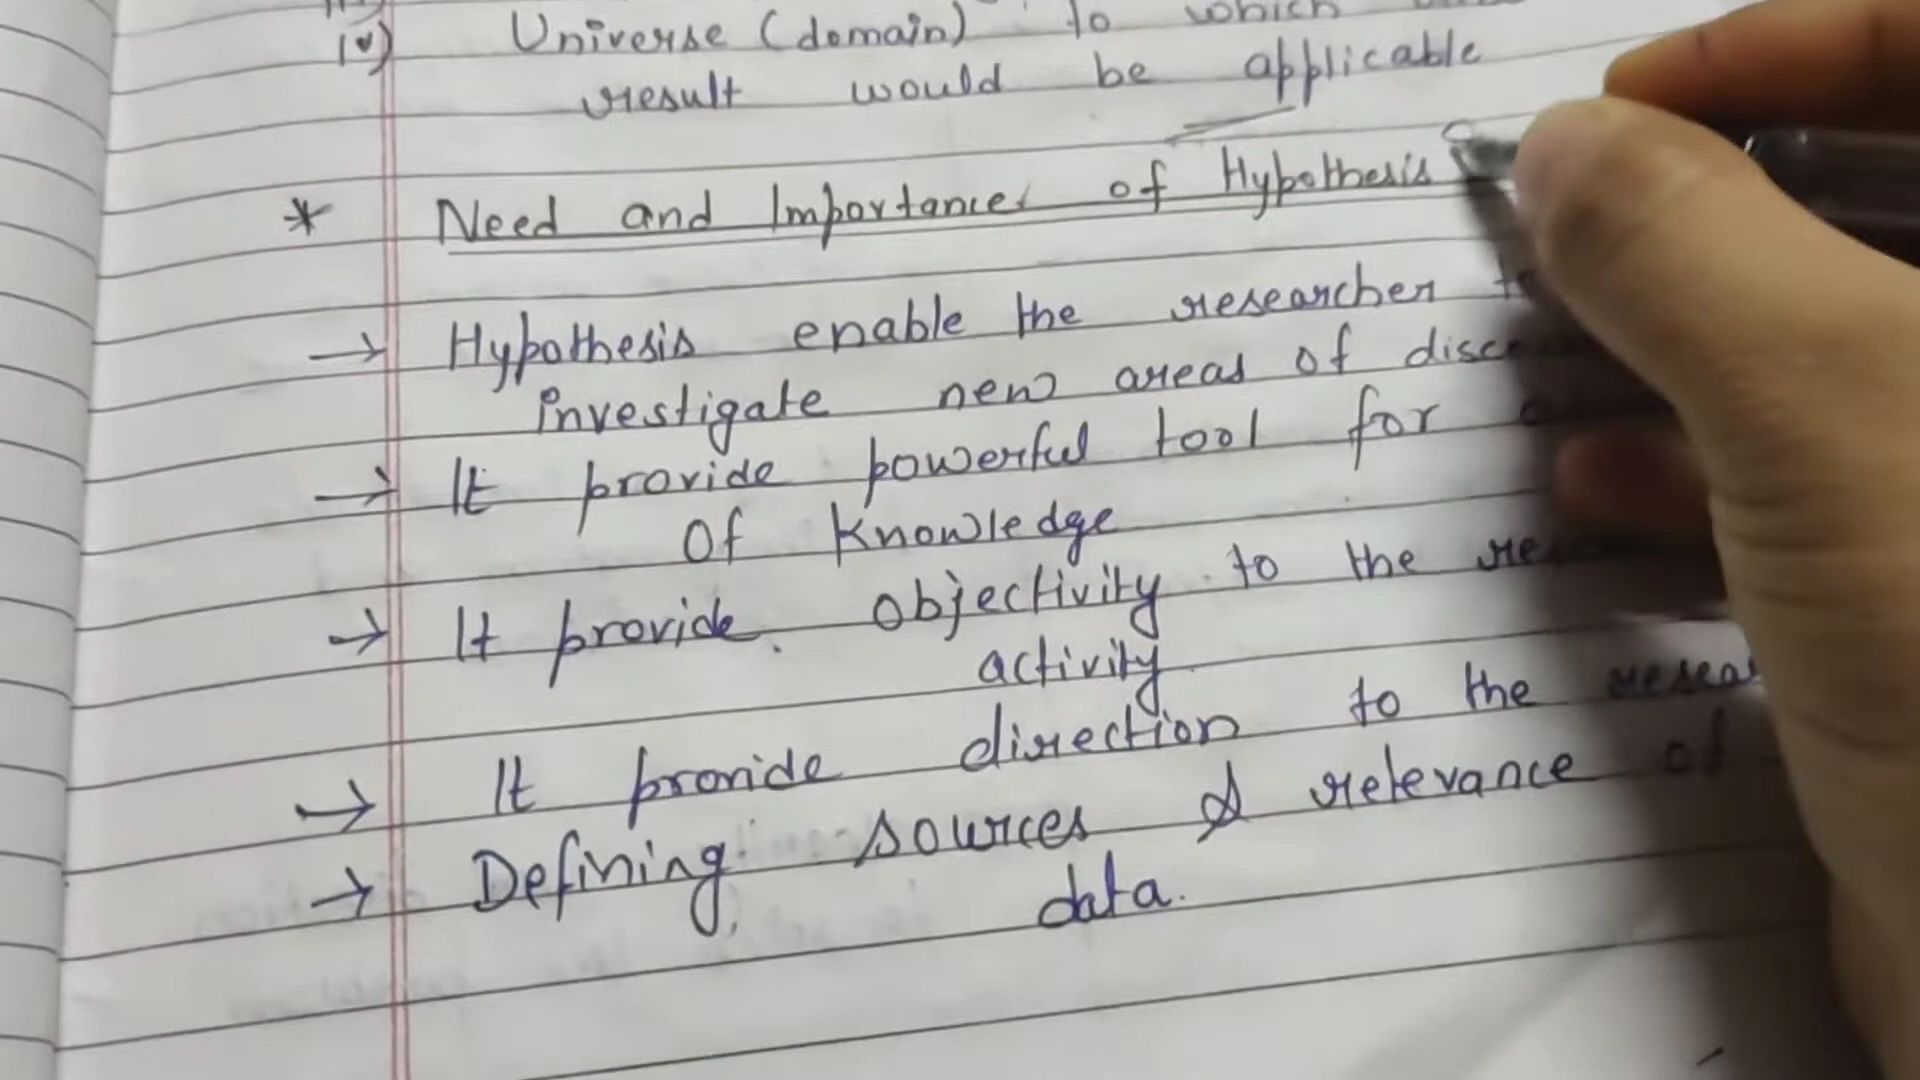 iv) Universe (domain) to which
result would be applicable
* Need and Importance of Hypothesis
→ Hypothesis enable the researcher
investigate new areas of
→ It provide powerful tool for
Of Knowledge
→ It provide. objectivity to the
activity
→ It provide direction to the
→ Defining sources & relevance of
data.